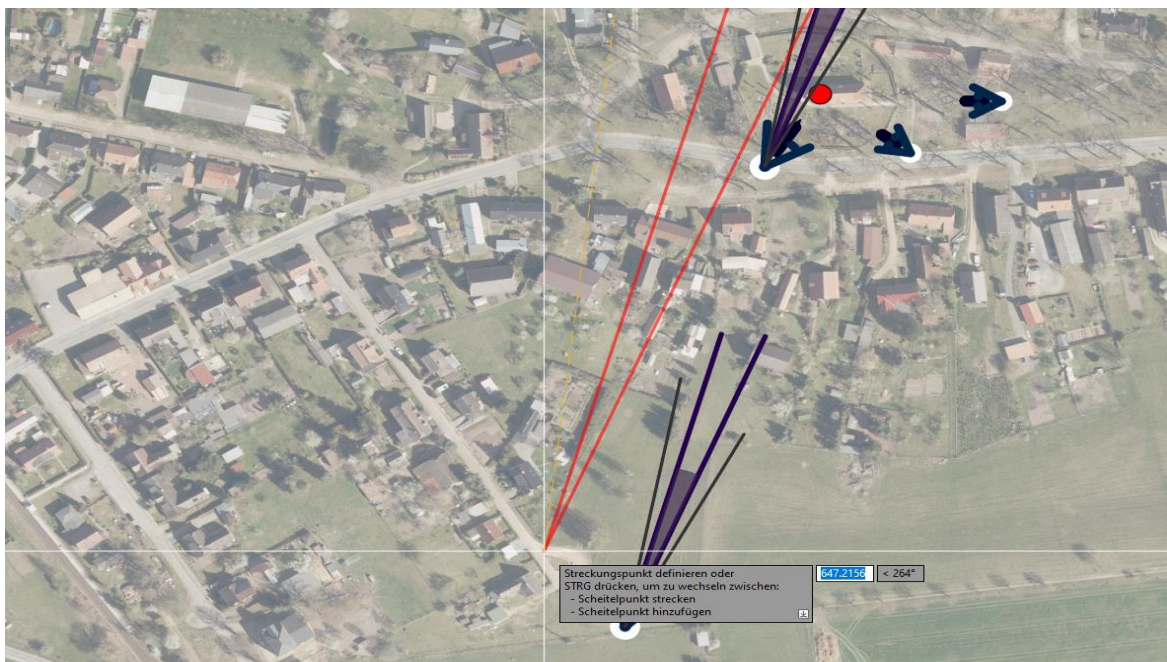 Streckungspunkt definieren oder
STRG drücken, um zu wechseln zwischen:
- Scheitelpunkt strecken
- Scheitelpunkt hinzufügen
647.2156
< 264°